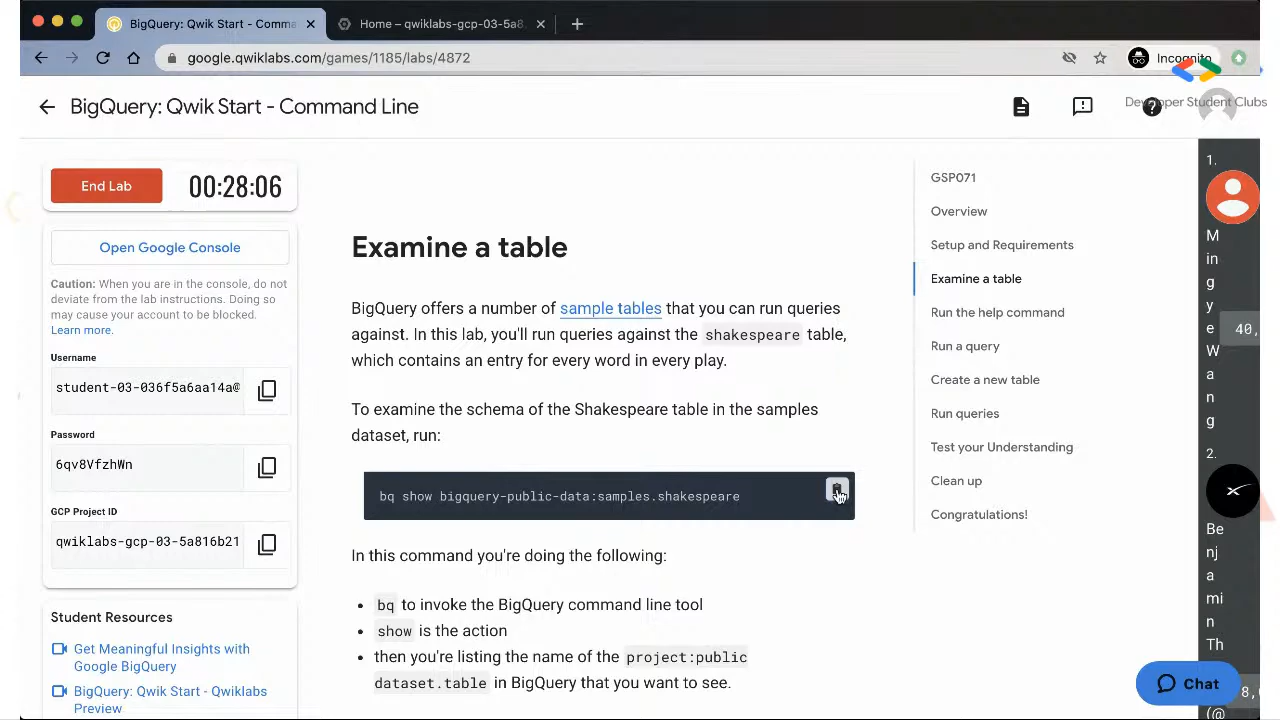 BigQuery: Qwik Start - Comma
Home – qwiklabs-gcp-03-5a8
google.qwiklabs.com/games/1185/labs/4872
Incognito
BigQuery: Qwik Start - Command Line
Developer Student Clubs
End Lab
00:28:06
Open Google Console
Caution: When you are in the console, do not
deviate from the lab instructions. Doing so
may cause your account to be blocked.
Learn more.
Username
student-03-036f5a6aa14a@
Password
6qv8VfzhWn
GCP Project ID
qwiklabs-gcp-03-5a816b21
Student Resources
Get Meaningful Insights with
Google BigQuery
BigQuery: Qwik Start - Qwiklabs
Preview
Examine a table
BigQuery offers a number of sample tables that you can run queries
against. In this lab, you'll run queries against the shakespeare table,
which contains an entry for every word in every play.
To examine the schema of the Shakespeare table in the samples
dataset, run:
bq show bigquery-public-data:samples.shakespeare
In this command you're doing the following:
bq to invoke the BigQuery command line tool
show is the action
then you're listing the name of the project:public
dataset.table in BigQuery that you want to see.
GSP071
Overview
Setup and Requirements
Examine a table
Run the help command
Run a query
Create a new table
Run queries
Test your Understanding
Clean up
Congratulations!
1.
M
in
g
y
e
W
a
n
g
40,
2.
Be
nj
a
mi
n
Th
8,
(@
Chat